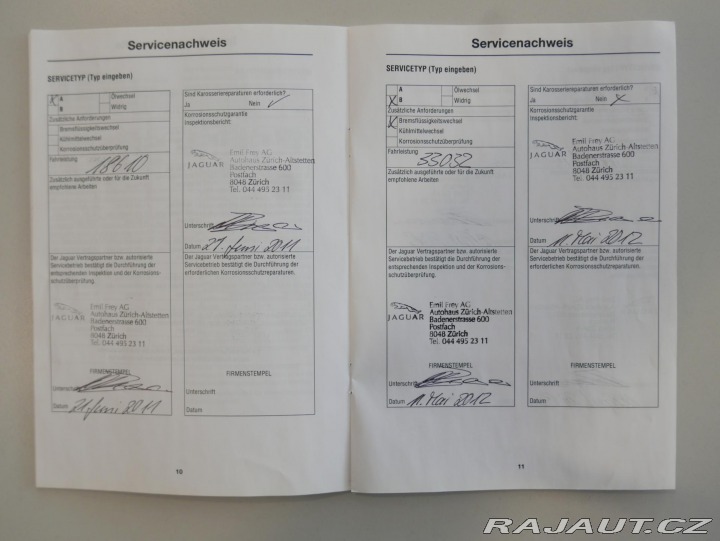 Servicenachweis
SERVICETYP (Typ eingeben)
X A
B
Ölwechsel
Widrig
Zusätzliche Anforderungen
Bremsflüssigkeitswechsel
Kühlmittelwechsel
Korrosionsschutzüberprüfung
Fahrleistung
18610
Zusätzlich ausgeführte oder für die Zukunft
empfohlene Arbeiten
Sind Karosseriereparaturen erforderlich?
Ja Nein ✓
Korrosionsschutzgarantie
Inspektionsbericht:
JAGUAR
Emil Frey AG
Autohaus Zürich-Altstetten
Badenerstrasse 600
Postfach
8048 Zürich
Tel. 044 495 23 11
Unterschrift
Datum 21. Juni 2011
Der Jaguar Vertragspartner bzw. autorisierte
Servicebetrieb bestätigt die Durchführung der
entsprechenden Inspektion und der Korrosions-
schutzüberprüfung.
JAGUAR
Emil Frey AG
Autohaus Zürich-Altstetten
Badenerstrasse 600
Postfach
8048 Zürich
Tel. 044 495 23 11
FIRMENSTEMPEL
Unterschrift
Datum 21. Juni 2011
Der Jaguar Vertragspartner bzw. autorisierte
Servicebetrieb bestätigt die Durchführung der
erforderlichen Korrosionsschutzreparaturen.
FIRMENSTEMPEL
Unterschrift
Datum
10
Servicenachweis
SERVICETYP (Typ eingeben)
A
X B
Ölwechsel
Widrig
Zusätzliche Anforderungen
X Bremsflüssigkeitswechsel
Kühlmittelwechsel
Korrosionsschutzüberprüfung
Fahrleistung
33032
Zusätzlich ausgeführte oder für die Zukunft
empfohlene Arbeiten
Sind Karosseriereparaturen erforderlich?
Ja Nein X
Korrosionsschutzgarantie
Inspektionsbericht:
JAGUAR
Emil Frey AG
Autohaus Zürich-Altstetten
Badenerstrasse 600
Postfach
8048 Zürich
Tel. 044 495 23 11
Unterschrift
Datum 11. Mai 2012
Der Jaguar Vertragspartner bzw. autorisierte
Servicebetrieb bestätigt die Durchführung der
entsprechenden Inspektion und der Korrosions-
schutzüberprüfung.
JAGUAR
Emil Frey AG
Autohaus Zürich-Altstetten
Badenerstrasse 600
Postfach
8048 Zürich
Tel. 044 495 23 11
FIRMENSTEMPEL
Unterschrift
Datum 11. Mai 2012
Der Jaguar Vertragspartner bzw. autorisierte
Servicebetrieb bestätigt die Durchführung der
erforderlichen Korrosionsschutzreparaturen.
FIRMENSTEMPEL
Unterschrift
Datum
11
RAJAUT.CZ